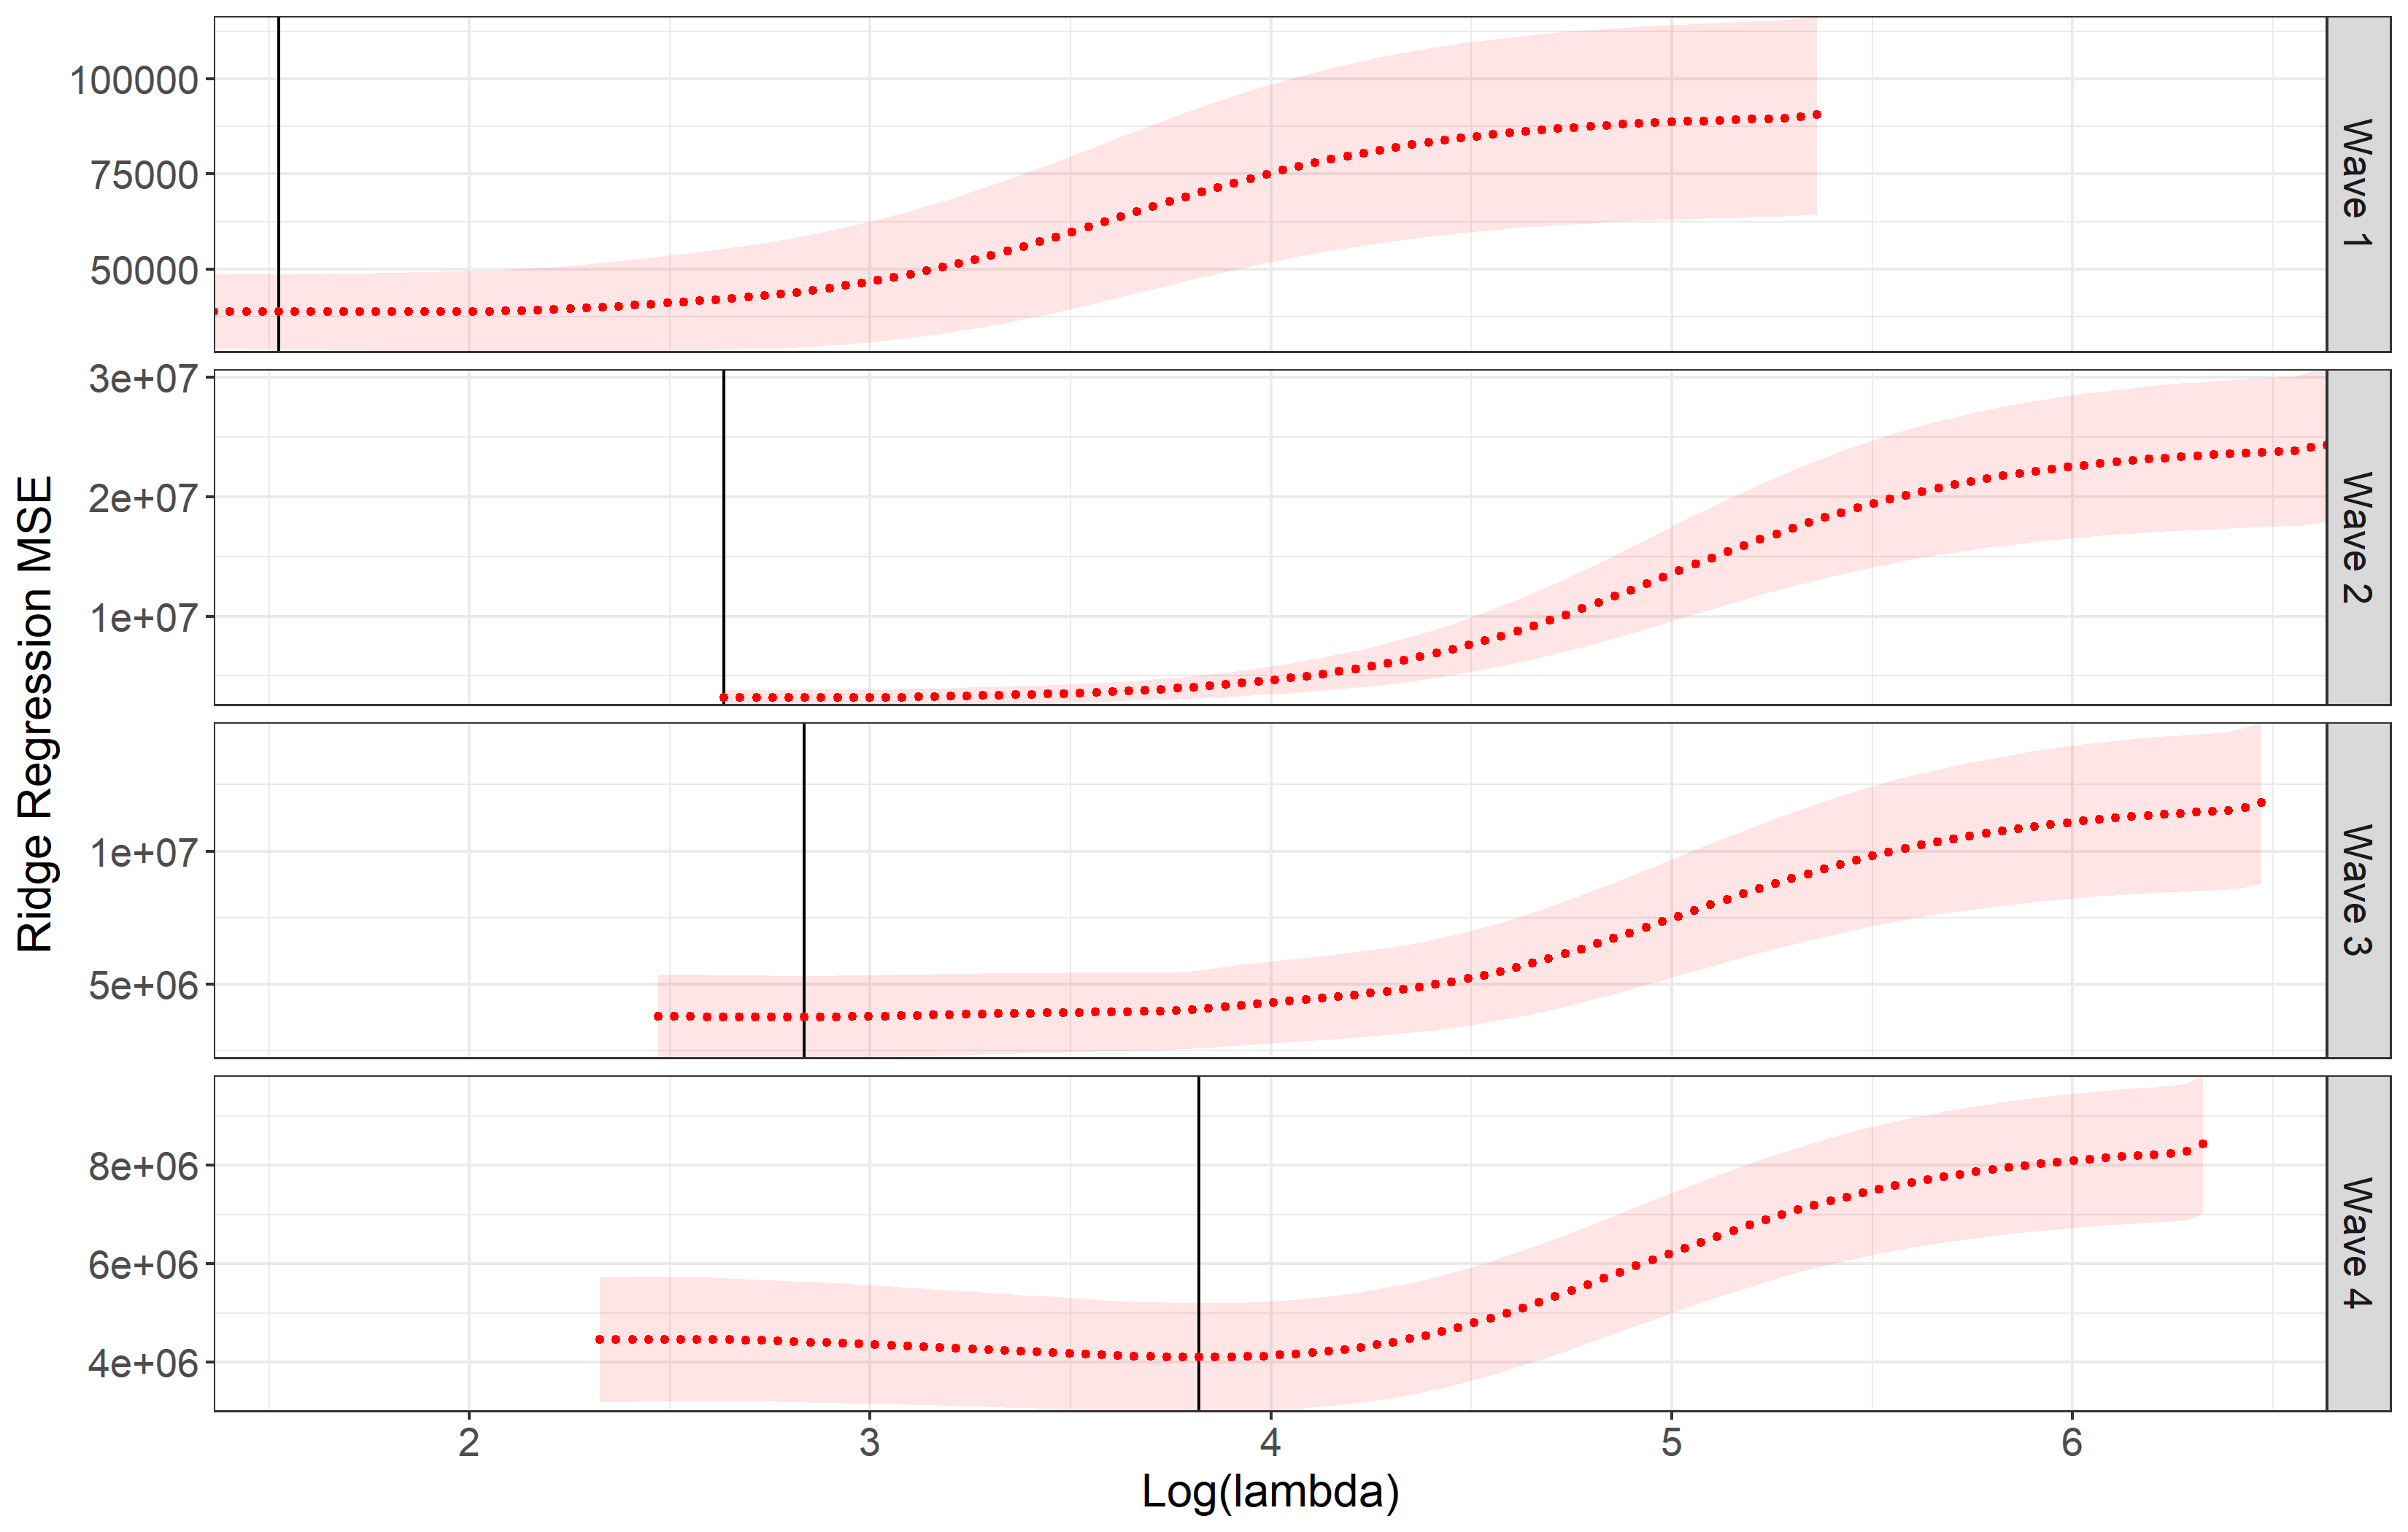 Ridge Regression MSE
100000
75000
50000
Wave 1
3e+07
2e+07
1e+07
Wave 2
1e+07
5e+06
Wave 3
8e+06
6e+06
4e+06
Wave 4
2 3 4 5 6
Log(lambda)